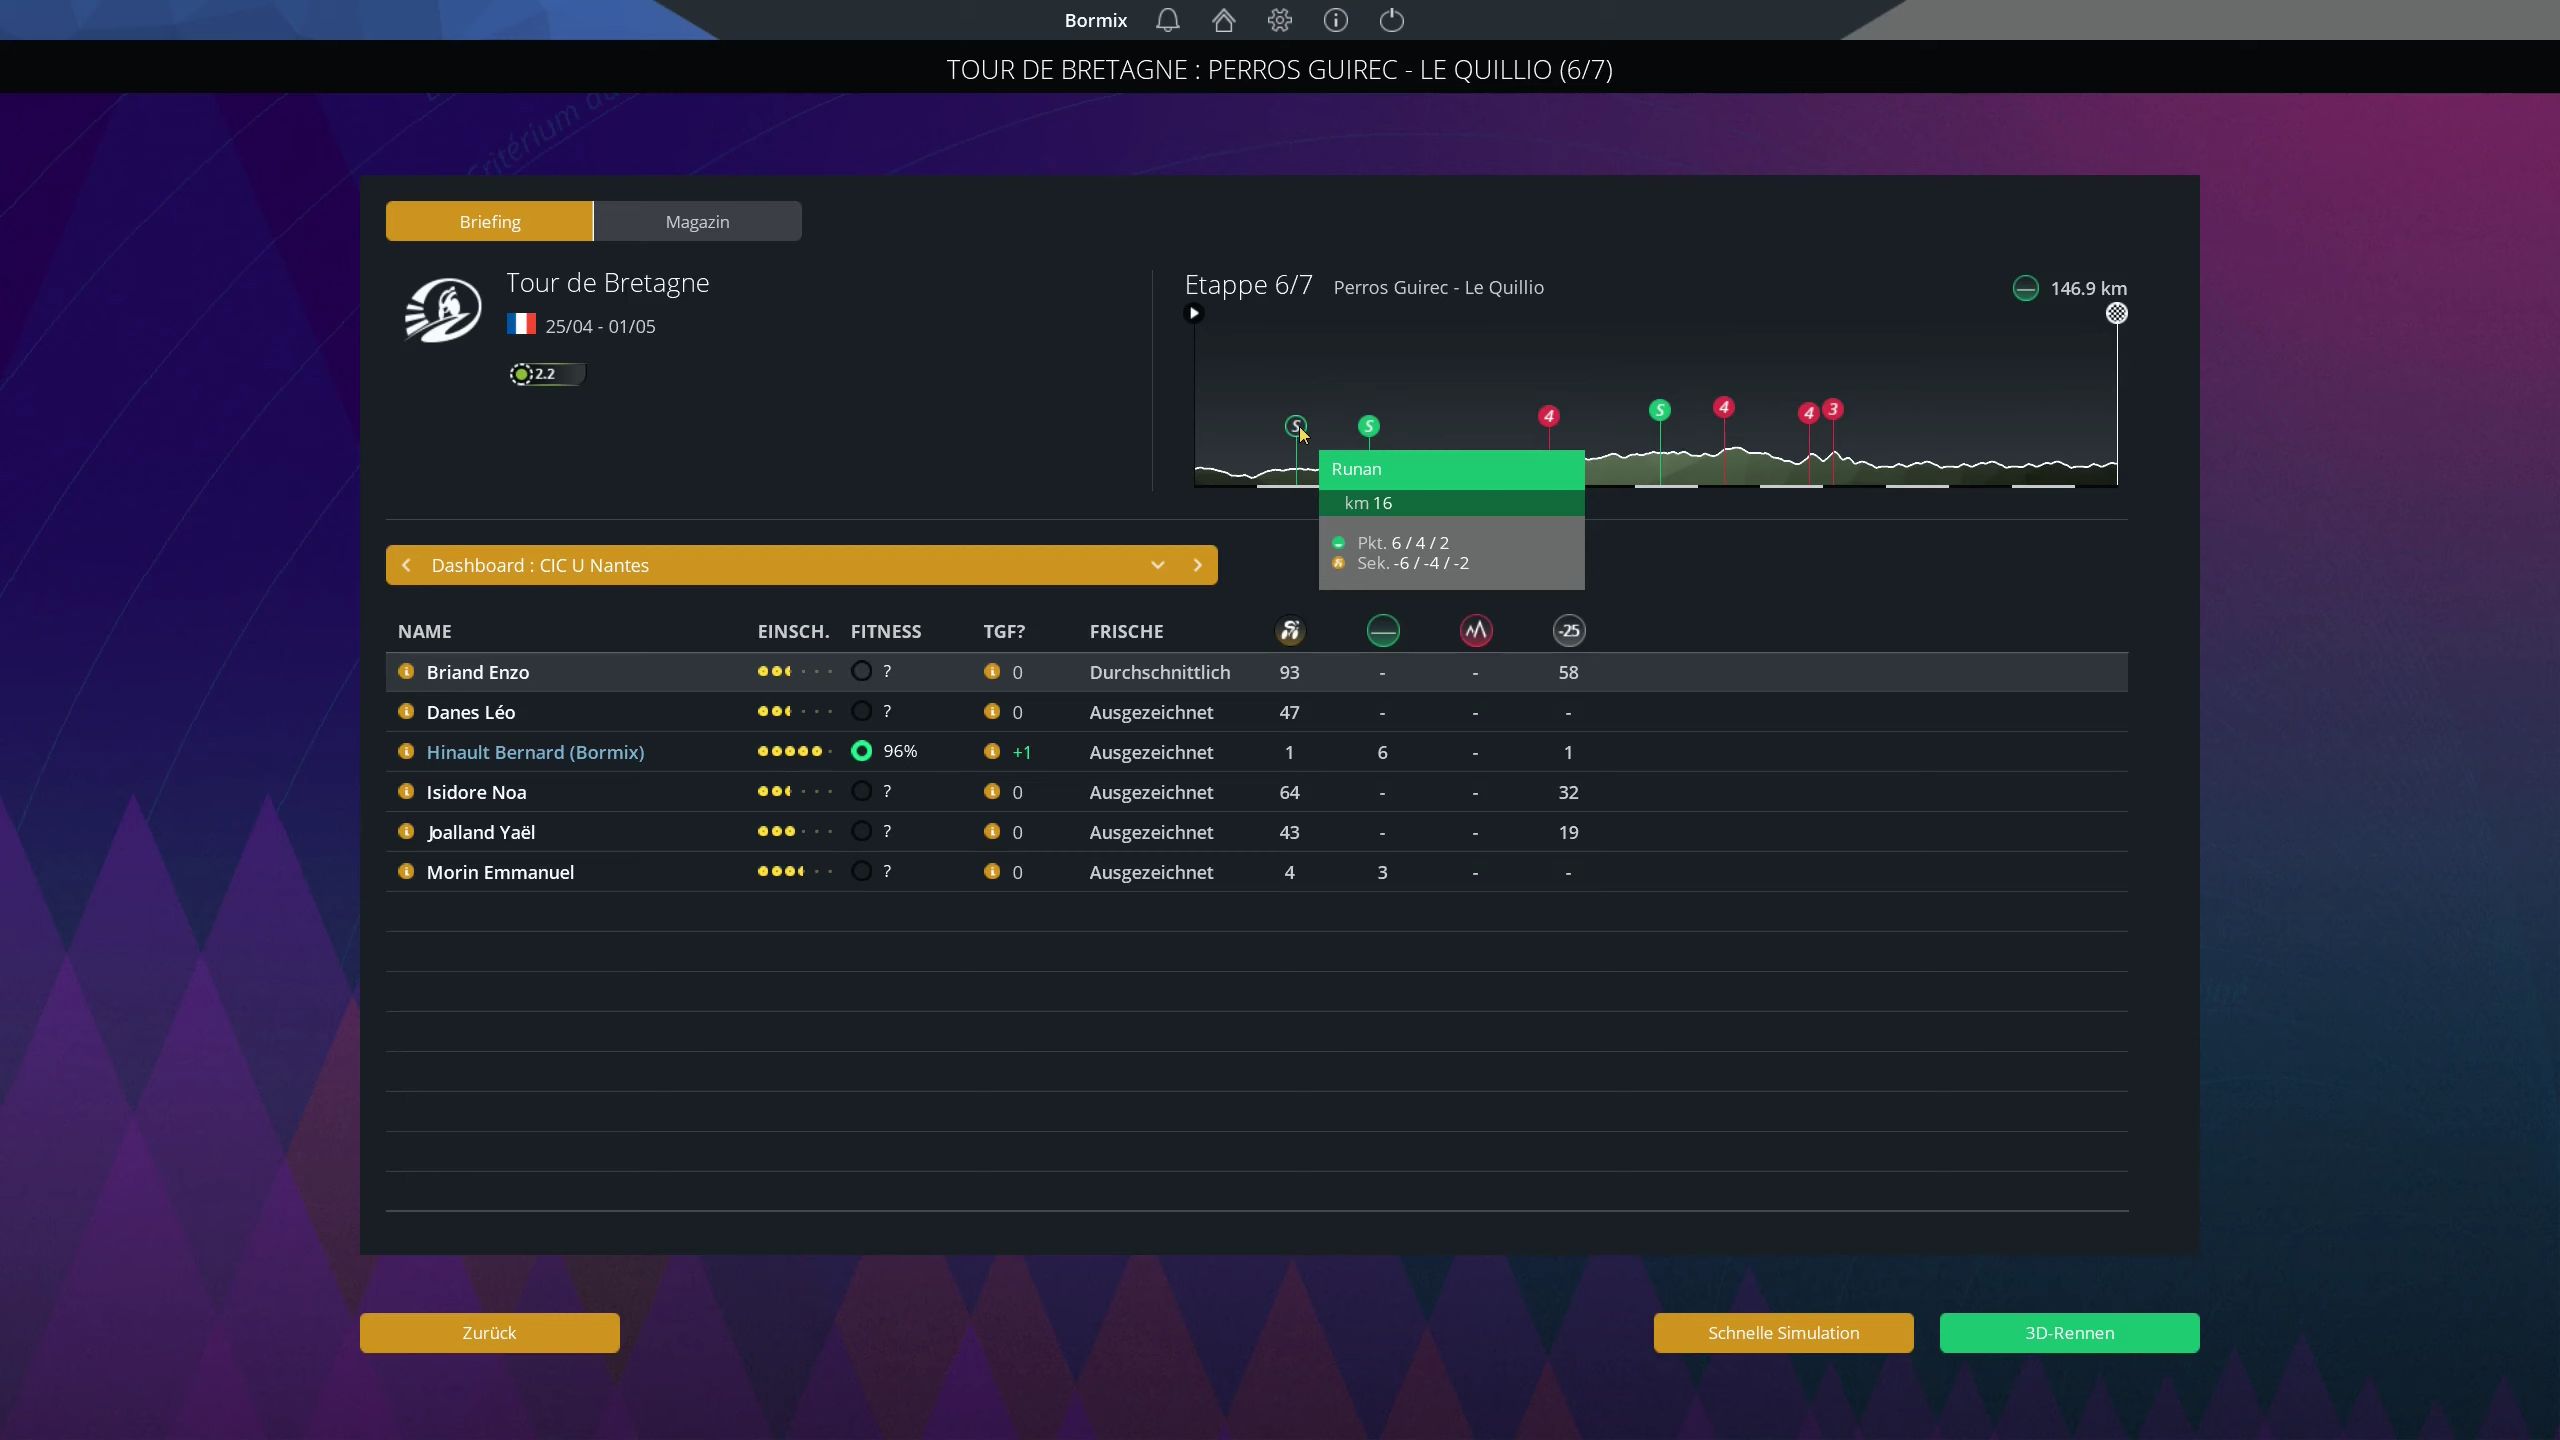 Bormix
TOUR DE BRETAGNE : PERROS GUIREC - LE QUILLIO (6/7)
Briefing
Magazin
Tour de Bretagne
25/04 - 01/05
2.2
Etappe 6/7 Perros Guirec - Le Quillio
146.9 km
S S 4 S 4 4 3
Runan
km 16
Pkt. 6 / 4 / 2
Sek. -6 / -4 / -2
Dashboard : CIC U Nantes
NAME EINSCH. FITNESS TGF? FRISCHE -25
Briand Enzo ? 0 Durchschnittlich 93 - - 58
Danes Léo ? 0 Ausgezeichnet 47 - - -
Hinault Bernard (Bormix) 96% +1 Ausgezeichnet 1 6 - 1
Isidore Noa ? 0 Ausgezeichnet 64 - - 32
Joalland Yaël ? 0 Ausgezeichnet 43 - - 19
Morin Emmanuel ? 0 Ausgezeichnet 4 3 - -
Zurück
Schnelle Simulation
3D-Rennen